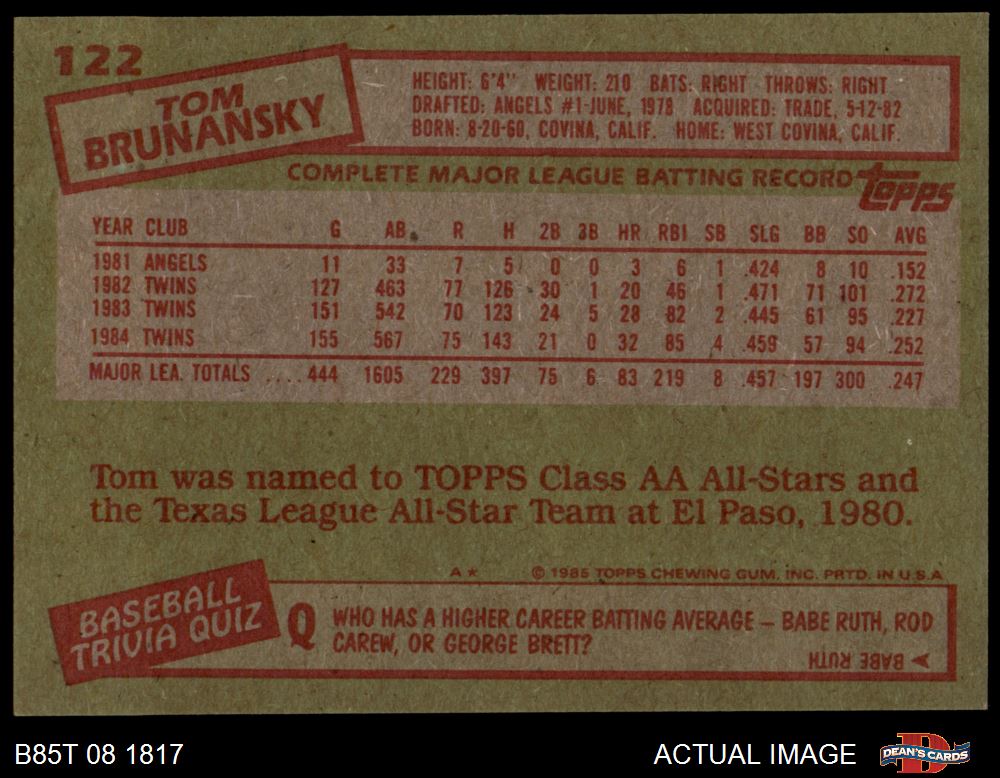 122
TOM
BRUNANSKY
HEIGHT: 6'4" WEIGHT: 210 BATS: RIGHT THROWS: RIGHT
DRAFTED: ANGELS #1-JUNE, 1978 ACQUIRED: TRADE, 5-12-82
BORN: 8-20-60, COVINA, CALIF. HOME: WEST COVINA, CALIF.
COMPLETE MAJOR LEAGUE BATTING RECORD topps
YEAR CLUB G AB R H 2B 3B HR RBI SB SLG BB SO AVG
1981 ANGELS 11 33 7 5 0 0 3 6 1 .424 8 10 .152
1982 TWINS 127 463 77 126 30 1 20 46 1 .471 71 101 .272
1983 TWINS 151 542 70 123 24 5 28 82 2 .445 61 95 .227
1984 TWINS 155 567 75 143 21 0 32 85 4 .459 57 94 .252
MAJOR LEA. TOTALS ....444 1605 229 397 75 6 83 219 8 .457 197 300 .247
Tom was named to TOPPS Class AA All-Stars and
the Texas League All-Star Team at El Paso, 1980.
A* © 1985 TOPPS CHEWING GUM, INC. PRTD. IN U.S.A
BASEBALL
TRIVIA QUIZ
Q WHO HAS A HIGHER CAREER BATTING AVERAGE — BABE RUTH, ROD
CAREW, OR GEORGE BRETT?
➤ BABE RUTH
B85T 08 1817 ACTUAL IMAGE D DEAN'S CARDS